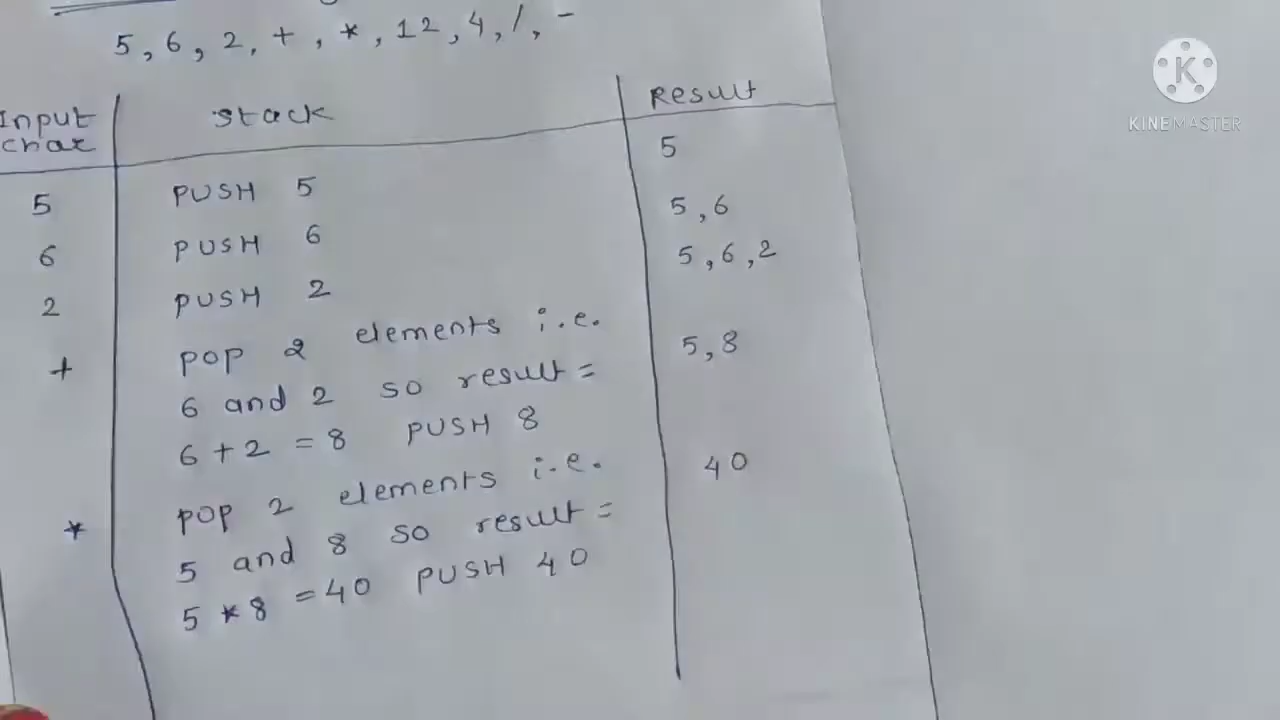 5, 6, 2, +, *, 12, 4, /, -
Input char
stack
Result
5
PUSH 5
5
6
PUSH 6
5,6
2
PUSH 2
5,6,2
+
pop 2 elements i.e.
6 and 2 so result =
6 + 2 = 8 PUSH 8
5,8
*
pop 2 elements i.e.
5 and 8 so result =
5 * 8 = 40 PUSH 40
40
K
KINEMASTER